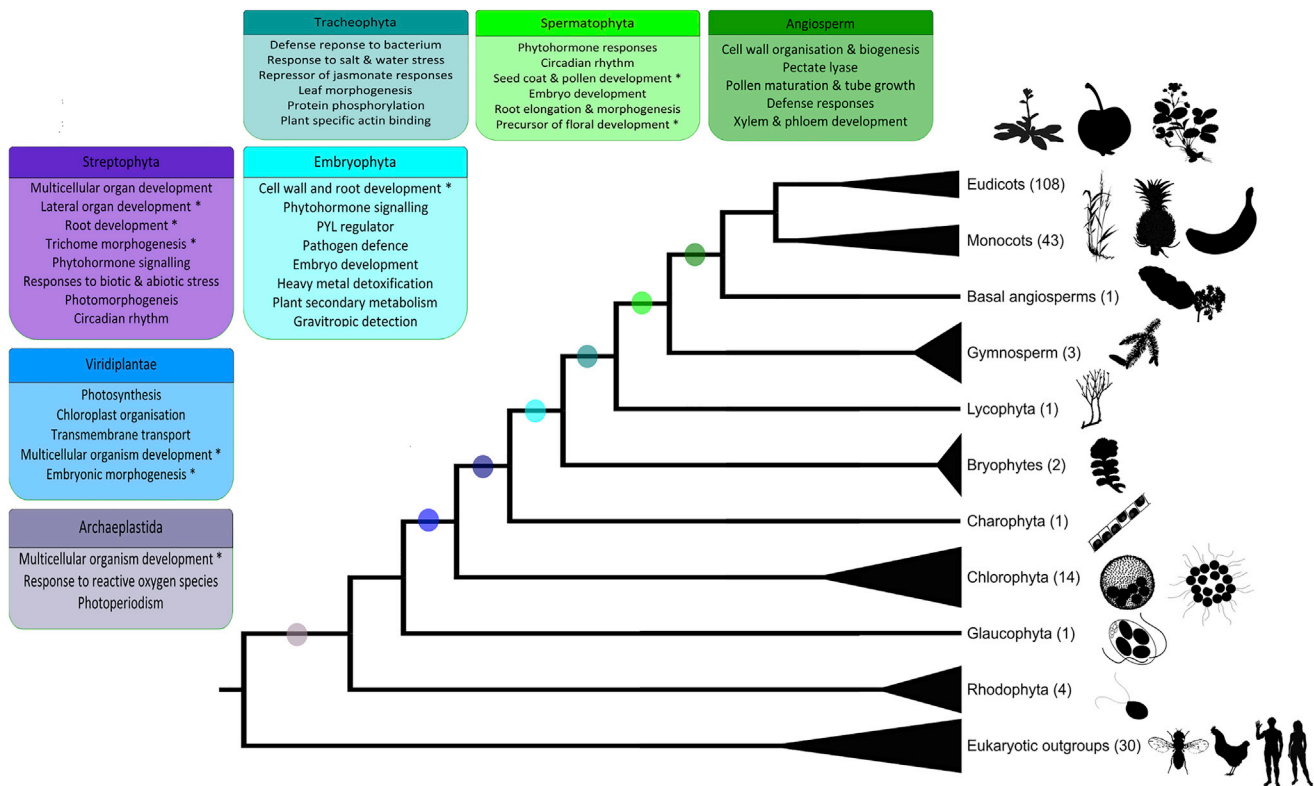 Tracheophyta
Defense reponse to bacterium
Response to salt & water stress
Repressor of jasmonate responses
Leaf morphogenesis
Protein phosphorylation
Plant specific actin binding
Spermatophyta
Phytohormone responses
Circadian rhythm
Seed coat & pollen development *
Embryo development
Root elongation & morphogenesis
Precursor of floral development *
Angiosperm
Cell wall organisation & biogenesis
Pectate lyase
Pollen maturation & tube growth
Defense responses
Xylem & phloem development
Streptophyta
Multicellular organ development
Lateral organ development *
Root development *
Trichome morphogenesis *
Phytohormone signalling
Responses to biotic & abiotic stress
Photomorphogeneis
Circadian rhythm
Embryophyta
Cell wall and root development *
Phytohormone signalling
PYL regulator
Pathogen defence
Embryo development
Heavy metal detoxification
Plant secondary metabolism
Gravitropic detection
Viridiplantae
Photosynthesis
Chloroplast organisation
Transmembrane transport
Multicellular organism development *
Embryonic morphogenesis *
Archaeplastida
Multicellular organism development *
Response to reactive oxygen species
Photoperiodism
Eudicots (108)
Monocots (43)
Basal angiosperms (1)
Gymnosperm (3)
Lycophyta (1)
Bryophytes (2)
Charophyta (1)
Chlorophyta (14)
Glaucophyta (1)
Rhodophyta (4)
Eukaryotic outgroups (30)